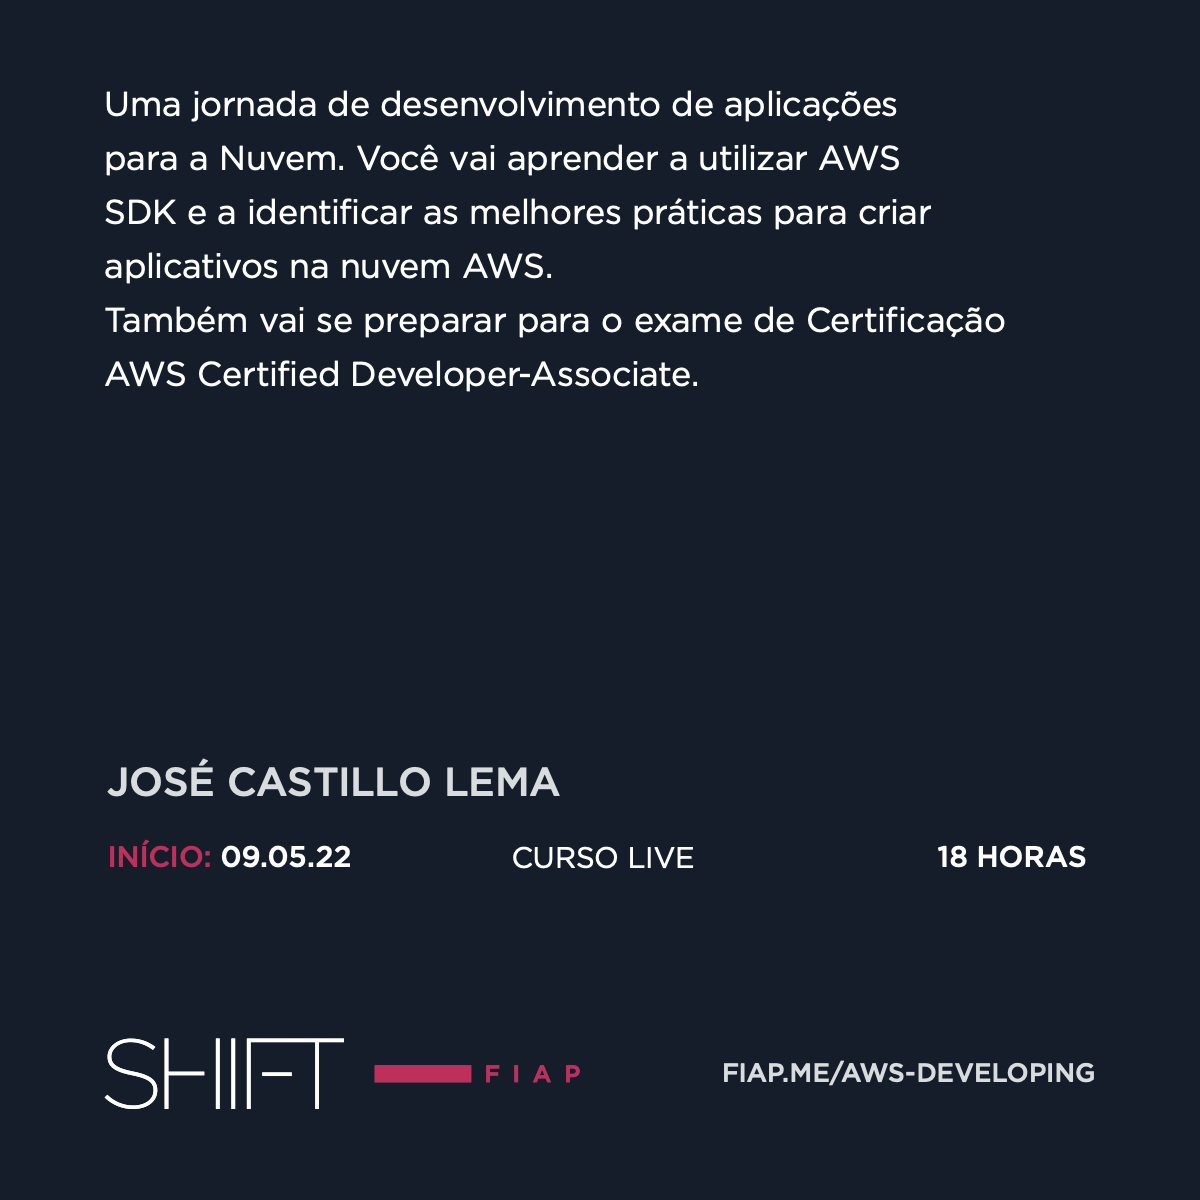 Uma jornada de desenvolvimento de aplicações
para a Nuvem. Você vai aprender a utilizar AWS
SDK e a identificar as melhores práticas para criar
aplicativos na nuvem AWS.
Também vai se preparar para o exame de Certificação
AWS Certified Developer-Associate.
JOSÉ CASTILLO LEMA
INÍCIO: 09.05.22 CURSO LIVE 18 HORAS
SHIFT FIAP FIAP.ME/AWS-DEVELOPING